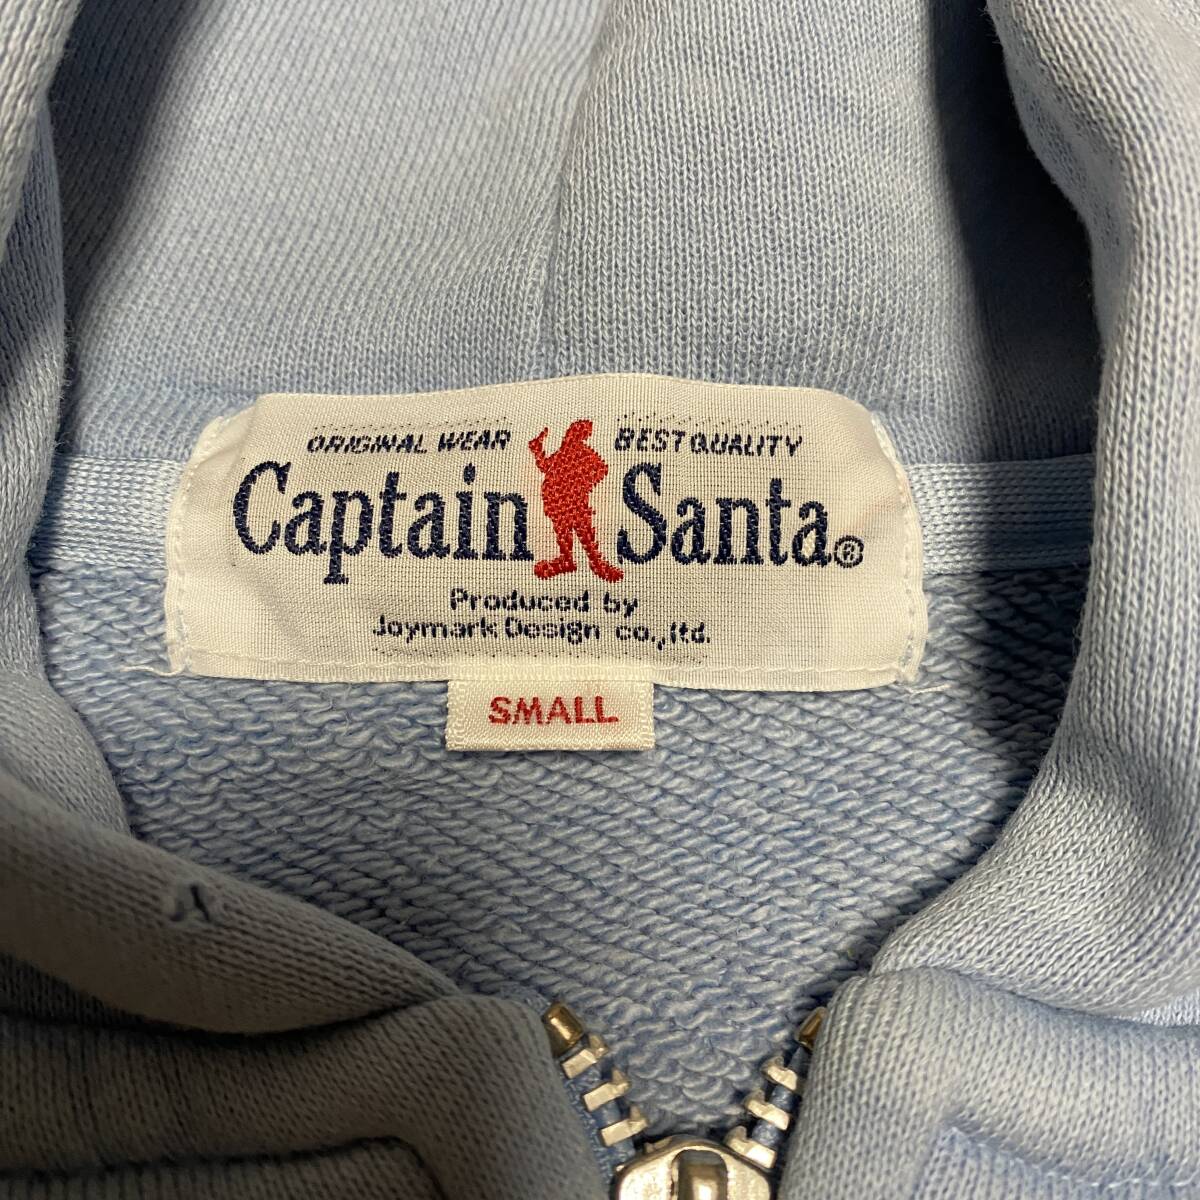 ORIGINAL WEAR BEST QUALITY
Captain Santa®
Produced by
Joymark Design co.,ltd.
SMALL